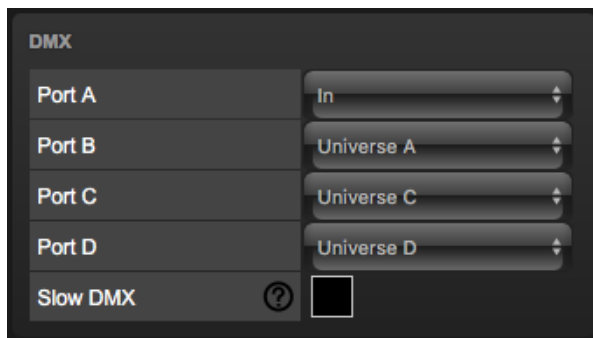 DMX
Port A In
Port B Universe A
Port C Universe C
Port D Universe D
Slow DMX ?